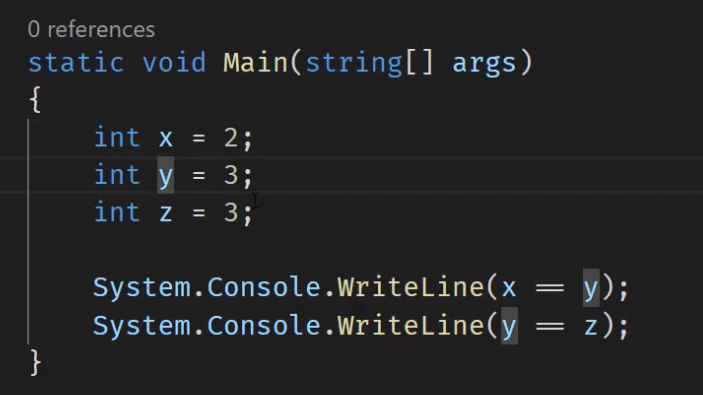 0 references
static void Main(string[] args)
{
    int x = 2;
    int y = 3;
    int z = 3;

    System.Console.WriteLine(x == y);
    System.Console.WriteLine(y == z);
}